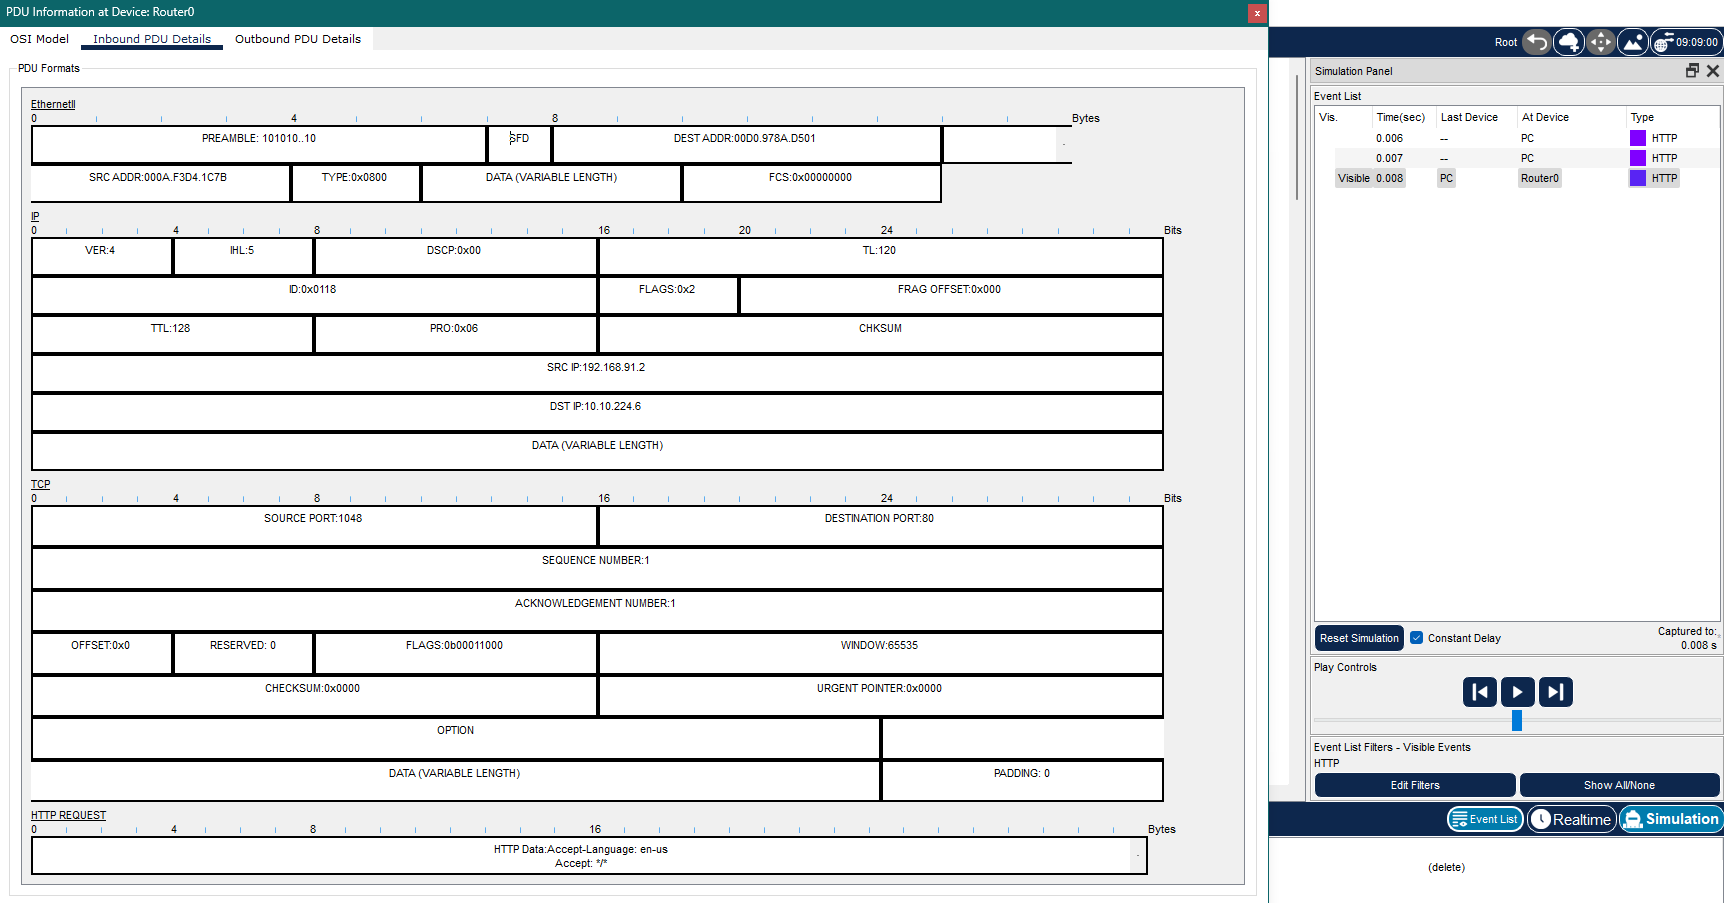 PDU Information at Device: Router0
x
OSI Model Inbound PDU Details Outbound PDU Details
PDU Formats
EthernetII
0 4 8 Bytes
PREAMBLE: 101010..10 SFD DEST ADDR:00D0.978A.D501
SRC ADDR:000A.F3D4.1C7B TYPE:0x0800 DATA (VARIABLE LENGTH) FCS:0x00000000
IP
0 4 8 16 20 24 Bits
VER:4 IHL:5 DSCP:0x00 TL:120
ID:0x0118 FLAGS:0x2 FRAG OFFSET:0x000
TTL:128 PRO:0x06 CHKSUM
SRC IP:192.168.91.2
DST IP:10.10.224.6
DATA (VARIABLE LENGTH)
TCP
0 4 8 16 24 Bits
SOURCE PORT:1048 DESTINATION PORT:80
SEQUENCE NUMBER:1
ACKNOWLEDGEMENT NUMBER:1
OFFSET:0x0 RESERVED: 0 FLAGS:0b00011000 WINDOW:65535
CHECKSUM:0x0000 URGENT POINTER:0x0000
OPTION
DATA (VARIABLE LENGTH) PADDING: 0
HTTP REQUEST
0 4 8 16 Bytes
HTTP Data:Accept-Language: en-us
Accept: */*
Root 09:09:00
Simulation Panel
Event List
Vis. Time(sec) Last Device At Device Type
0.006 -- PC HTTP
0.007 -- PC HTTP
Visible 0.008 PC Router0 HTTP
Reset Simulation Constant Delay Captured to:
0.008 s
Play Controls
Event List Filters - Visible Events
HTTP
Edit Filters Show All/None
Event List Realtime Simulation
(delete)